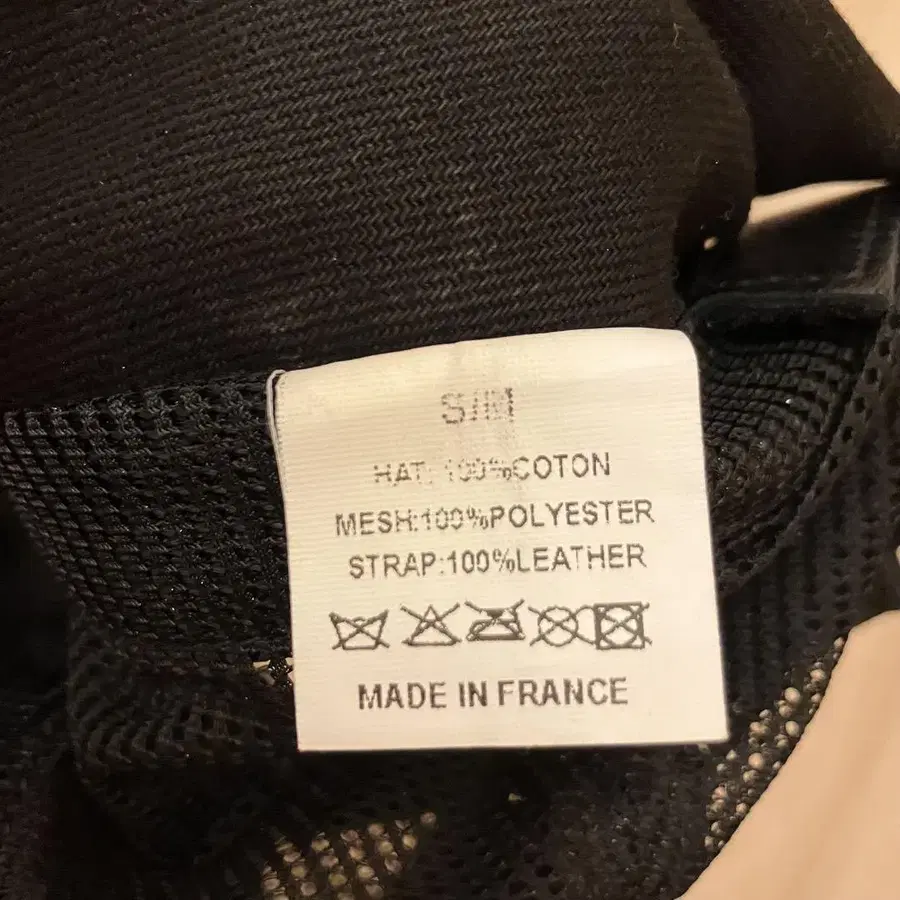 S/M
HAT: 100%COTON
MESH:100%POLYESTER
STRAP:100%LEATHER
MADE IN FRANCE